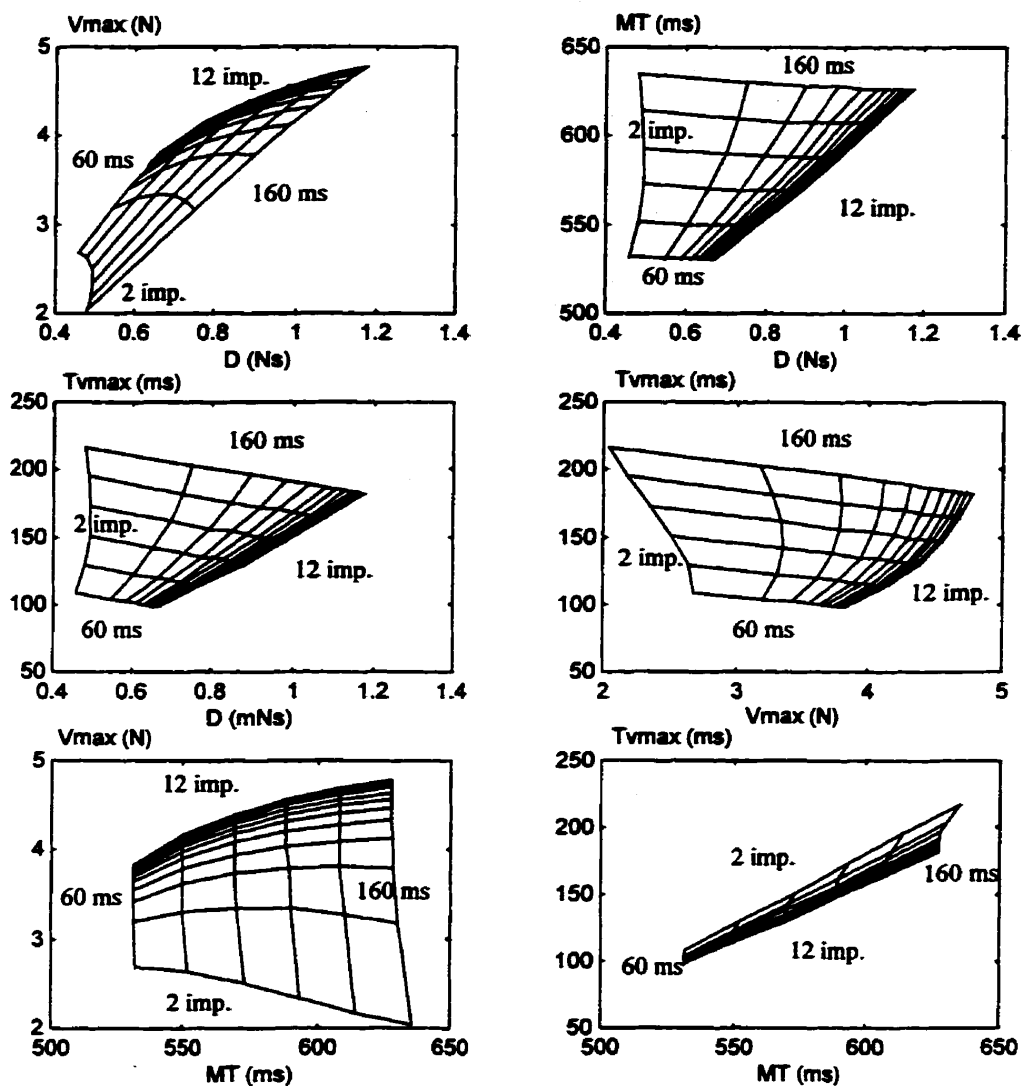 Vmax (N)
5
4
3
2
12 imp.
60 ms
160 ms
2 imp.
0.4 0.6 0.8 1 1.2 1.4
D (Ns)
MT (ms)
650
600
550
500
160 ms
2 imp.
12 imp.
60 ms
0.4 0.6 0.8 1 1.2 1.4
D (Ns)
Tvmax (ms)
250
200
150
100
50
160 ms
2 imp.
12 imp.
60 ms
0.4 0.6 0.8 1 1.2 1.4
D (mNs)
Tvmax (ms)
250
200
150
100
50
160 ms
2 imp.
12 imp.
60 ms
2 3 4 5
Vmax (N)
Vmax (N)
5
4
3
2
12 imp.
60 ms
160 ms
2 imp.
500 550 600 650
MT (ms)
Tvmax (ms)
250
200
150
100
50
2 imp.
160 ms
12 imp.
60 ms
500 550 600 650
MT (ms)